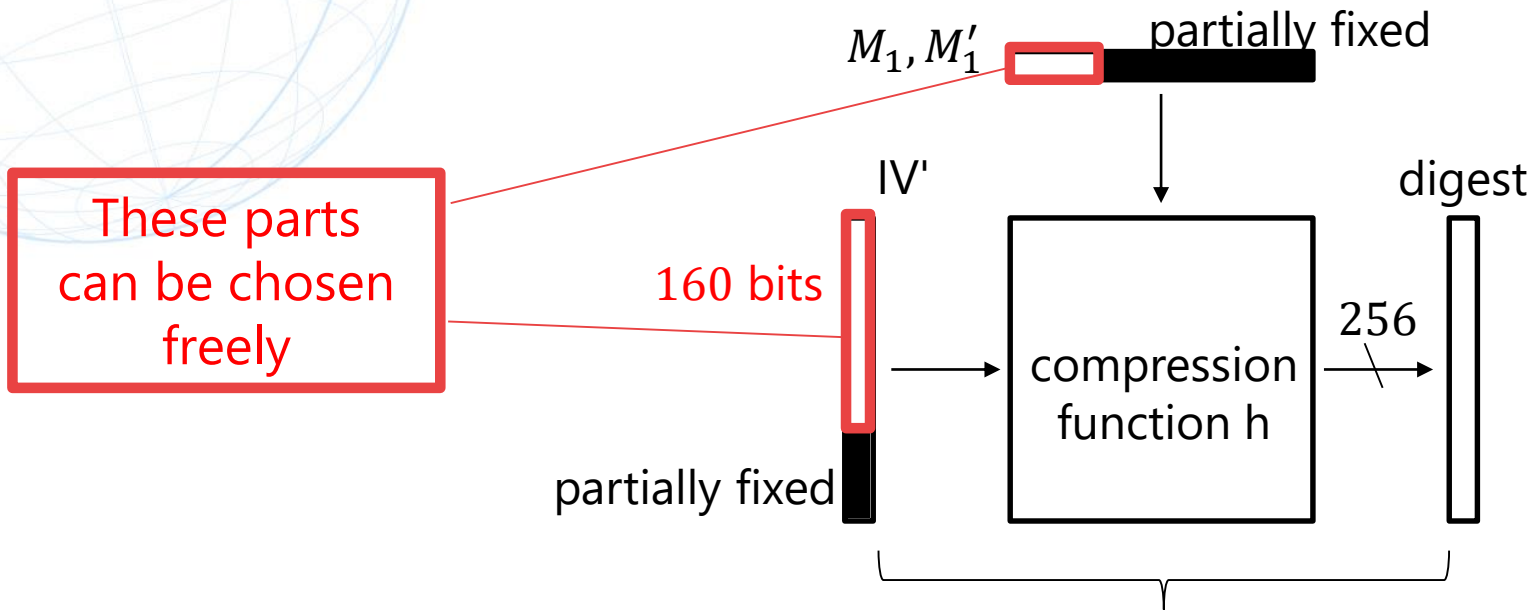 partially fixed
M₁, M₁′
IV'
digest
These parts
can be chosen
freely
160 bits
256
compression
function h
partially fixed